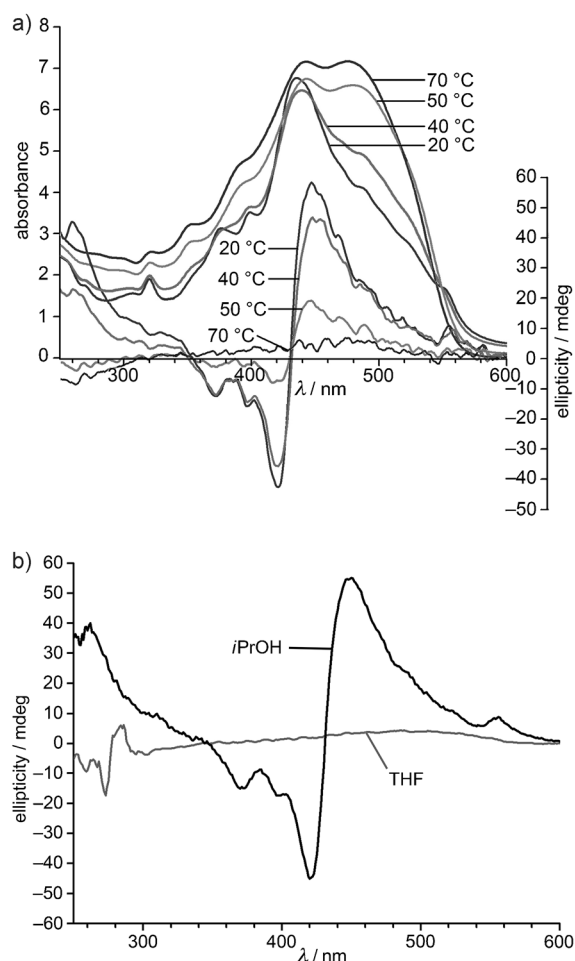 a)
8
7
6
5
4
3
2
1
0
absorbance
70 °C
50 °C
40 °C
20 °C
20 °C
40 °C
50 °C
70 °C
300
400
500
600
λ / nm
60
50
40
30
20
10
0
−10
−20
−30
−40
−50
ellipticity / mdeg
b)
60
50
40
30
20
10
0
−10
−20
−30
−40
−50
−60
ellipticity / mdeg
iPrOH
THF
300
400
500
600
λ / nm